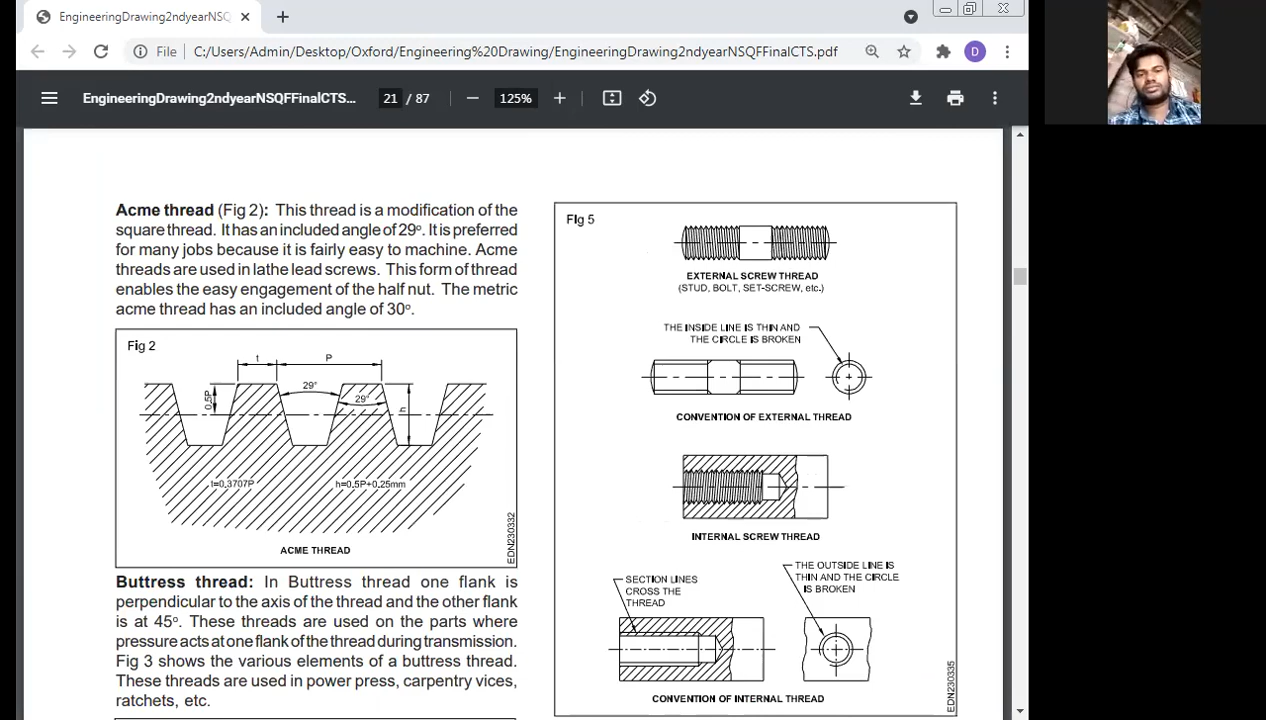 EngineeringDrawing2ndyearNSQ
File
C:/Users/Admin/Desktop/Oxford/Engineering%20Drawing/EngineeringDrawing2ndyearNSQFFinalCTS.pdf
D
EngineeringDrawing2ndyearNSQFFinalCTS...
21 / 87
125%
Acme thread (Fig 2): This thread is a modification of the
square thread. It has an included angle of 29°. It is preferred
for many jobs because it is fairly easy to machine. Acme
threads are used in lathe lead screws. This form of thread
enables the easy engagement of the half nut. The metric
acme thread has an included angle of 30°.
Fig 2
t
P
0.5P
29°
29°
h
t=0.3707P
h=0.5P+0.25mm
ACME THREAD
EDN230332
Buttress thread: In Buttress thread one flank is
perpendicular to the axis of the thread and the other flank
is at 45°. These threads are used on the parts where
pressure acts at one flank of the thread during transmission.
Fig 3 shows the various elements of a buttress thread.
These threads are used in power press, carpentry vices,
ratchets, etc.
Fig 5
EXTERNAL SCREW THREAD
(STUD, BOLT, SET-SCREW, etc.)
THE INSIDE LINE IS THIN AND
THE CIRCLE IS BROKEN
CONVENTION OF EXTERNAL THREAD
INTERNAL SCREW THREAD
SECTION LINES
CROSS THE
THREAD
THE OUTSIDE LINE IS
THIN AND THE CIRCLE
IS BROKEN
CONVENTION OF INTERNAL THREAD
EDN230335